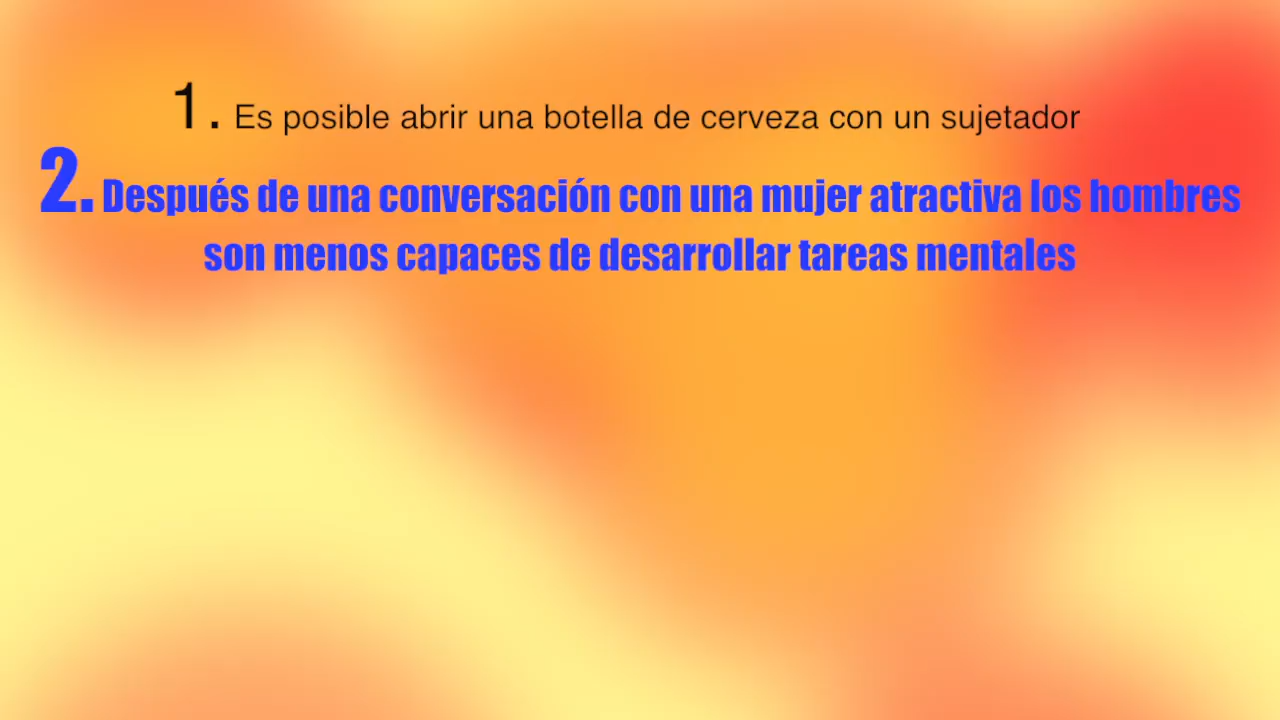 1. Es posible abrir una botella de cerveza con un sujetador
2. Después de una conversación con una mujer atractiva los hombres
son menos capaces de desarrollar tareas mentales